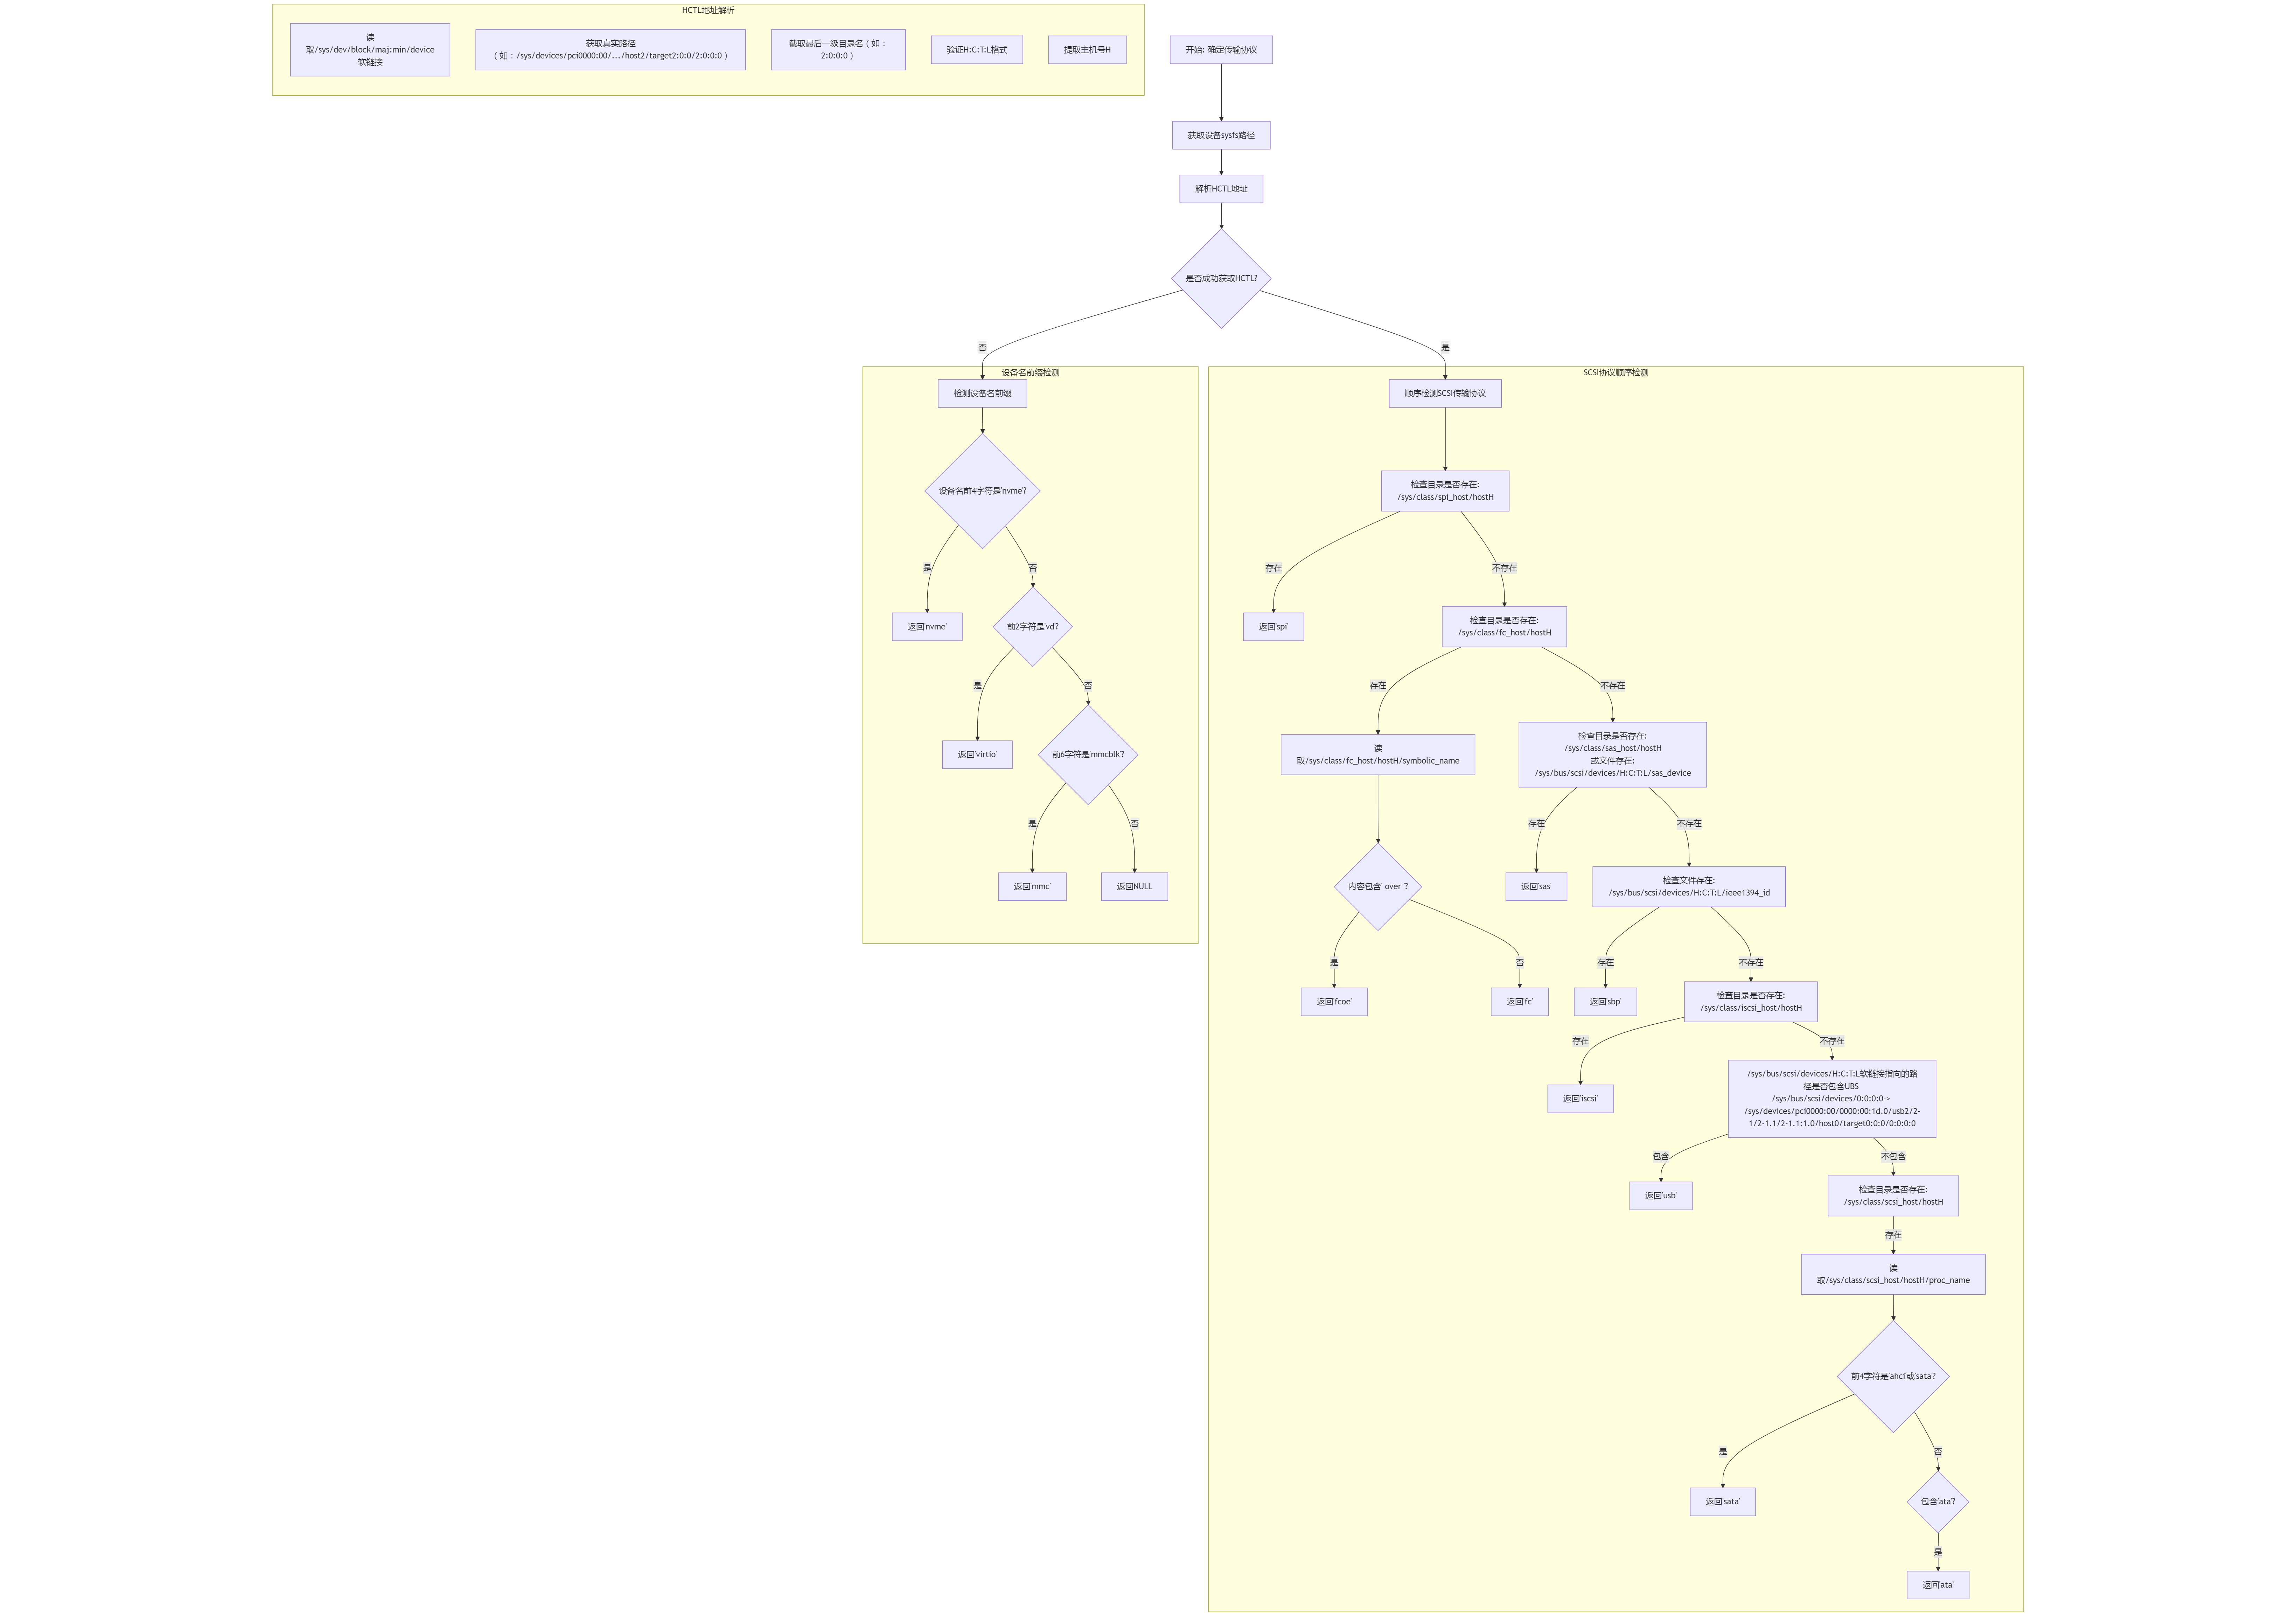 HCTL地址解析
读
取/sys/dev/block/maj:min/device
软链接
获取真实路径
（如：/sys/devices/pci0000:00/.../host2/target2:0:0/2:0:0:0）
截取最后一级目录名（如：
2:0:0:0）
验证H:C:T:L格式
提取主机号H
开始: 确定传输协议
获取设备sysfs路径
解析HCTL地址
是否成功获取HCTL?
否
是
设备名前缀检测
检测设备名前缀
设备名前4字符是'nvme'?
是
否
返回'nvme'
前2字符是'vd'?
是
否
返回'virtio'
前6字符是'mmcblk'?
是
否
返回'mmc'
返回NULL
SCSI协议顺序检测
顺序检测SCSI传输协议
检查目录是否存在:
/sys/class/spi_host/hostH
存在
不存在
返回'spi'
检查目录是否存在:
/sys/class/fc_host/hostH
存在
不存在
读
取/sys/class/fc_host/hostH/symbolic_name
检查目录是否存在:
/sys/class/sas_host/hostH
或文件存在:
/sys/bus/scsi/devices/H:C:T:L/sas_device
存在
不存在
内容包含' over '?
是
否
返回'fcoe'
返回'fc'
返回'sas'
检查文件存在:
/sys/bus/scsi/devices/H:C:T:L/ieee1394_id
存在
不存在
返回'sbp'
检查目录是否存在:
/sys/class/iscsi_host/hostH
存在
不存在
返回'iscsi'
/sys/bus/scsi/devices/H:C:T:L软链接指向的路
径是否包含UBS
/sys/bus/scsi/devices/0:0:0:0->
/sys/devices/pci0000:00/0000:00:1d.0/usb2/2-
1/2-1.1/2-1.1:1.0/host0/target0:0:0/0:0:0:0
包含
不包含
返回'usb'
检查目录是否存在:
/sys/class/scsi_host/hostH
存在
读
取/sys/class/scsi_host/hostH/proc_name
前4字符是'ahci'或'sata'?
是
否
返回'sata'
包含'ata'?
是
返回'ata'